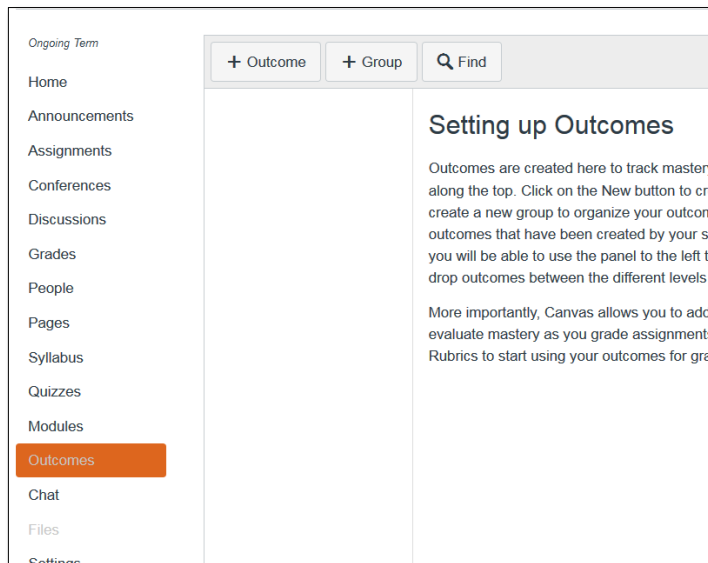 Ongoing Term
Home
Announcements
Assignments
Conferences
Discussions
Grades
People
Pages
Syllabus
Quizzes
Modules
Outcomes
Chat
Files
Settings
+ Outcome
+ Group
Find
Setting up Outcomes
Outcomes are created here to track master
along the top. Click on the New button to cr
create a new group to organize your outcon
outcomes that have been created by your s
you will be able to use the panel to the left t
drop outcomes between the different levels
More importantly, Canvas allows you to add
evaluate mastery as you grade assignment
Rubrics to start using your outcomes for gra